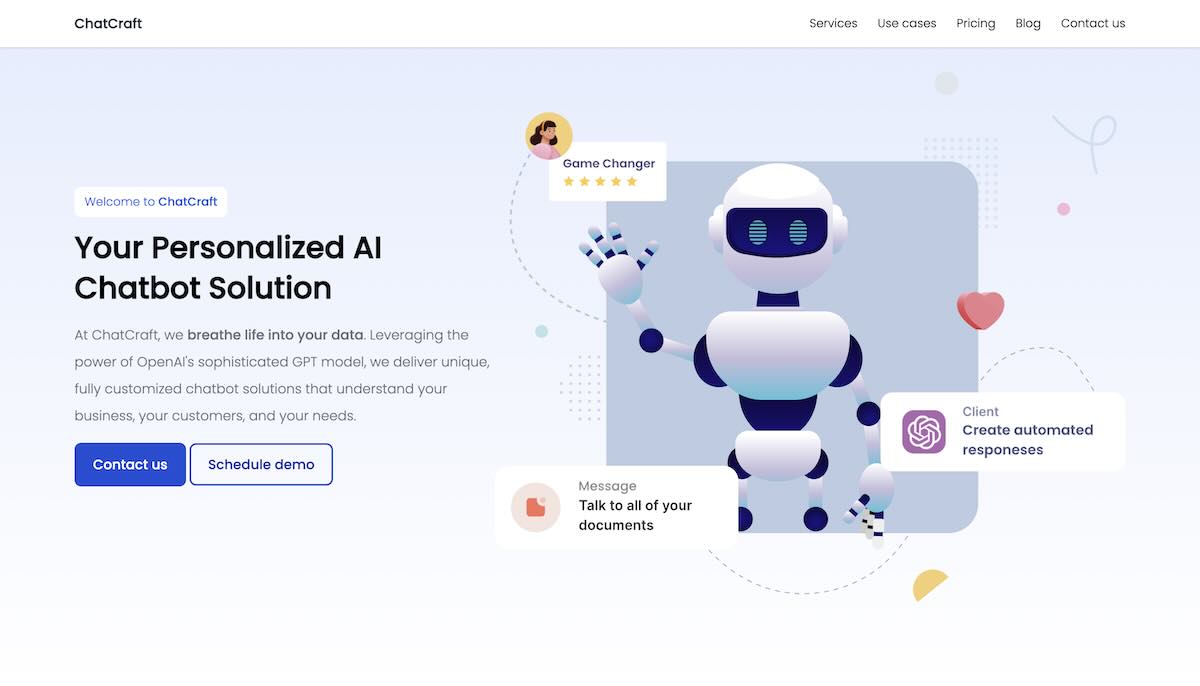 ChatCraft
Services Use cases Pricing Blog Contact us
Welcome to ChatCraft
Your Personalized AI
Chatbot Solution
At ChatCraft, we breathe life into your data. Leveraging the
power of OpenAI's sophisticated GPT model, we deliver unique,
fully customized chatbot solutions that understand your
business, your customers, and your needs.
Contact us Schedule demo
Game Changer
Client
Create automated
responeses
Message
Talk to all of your
documents